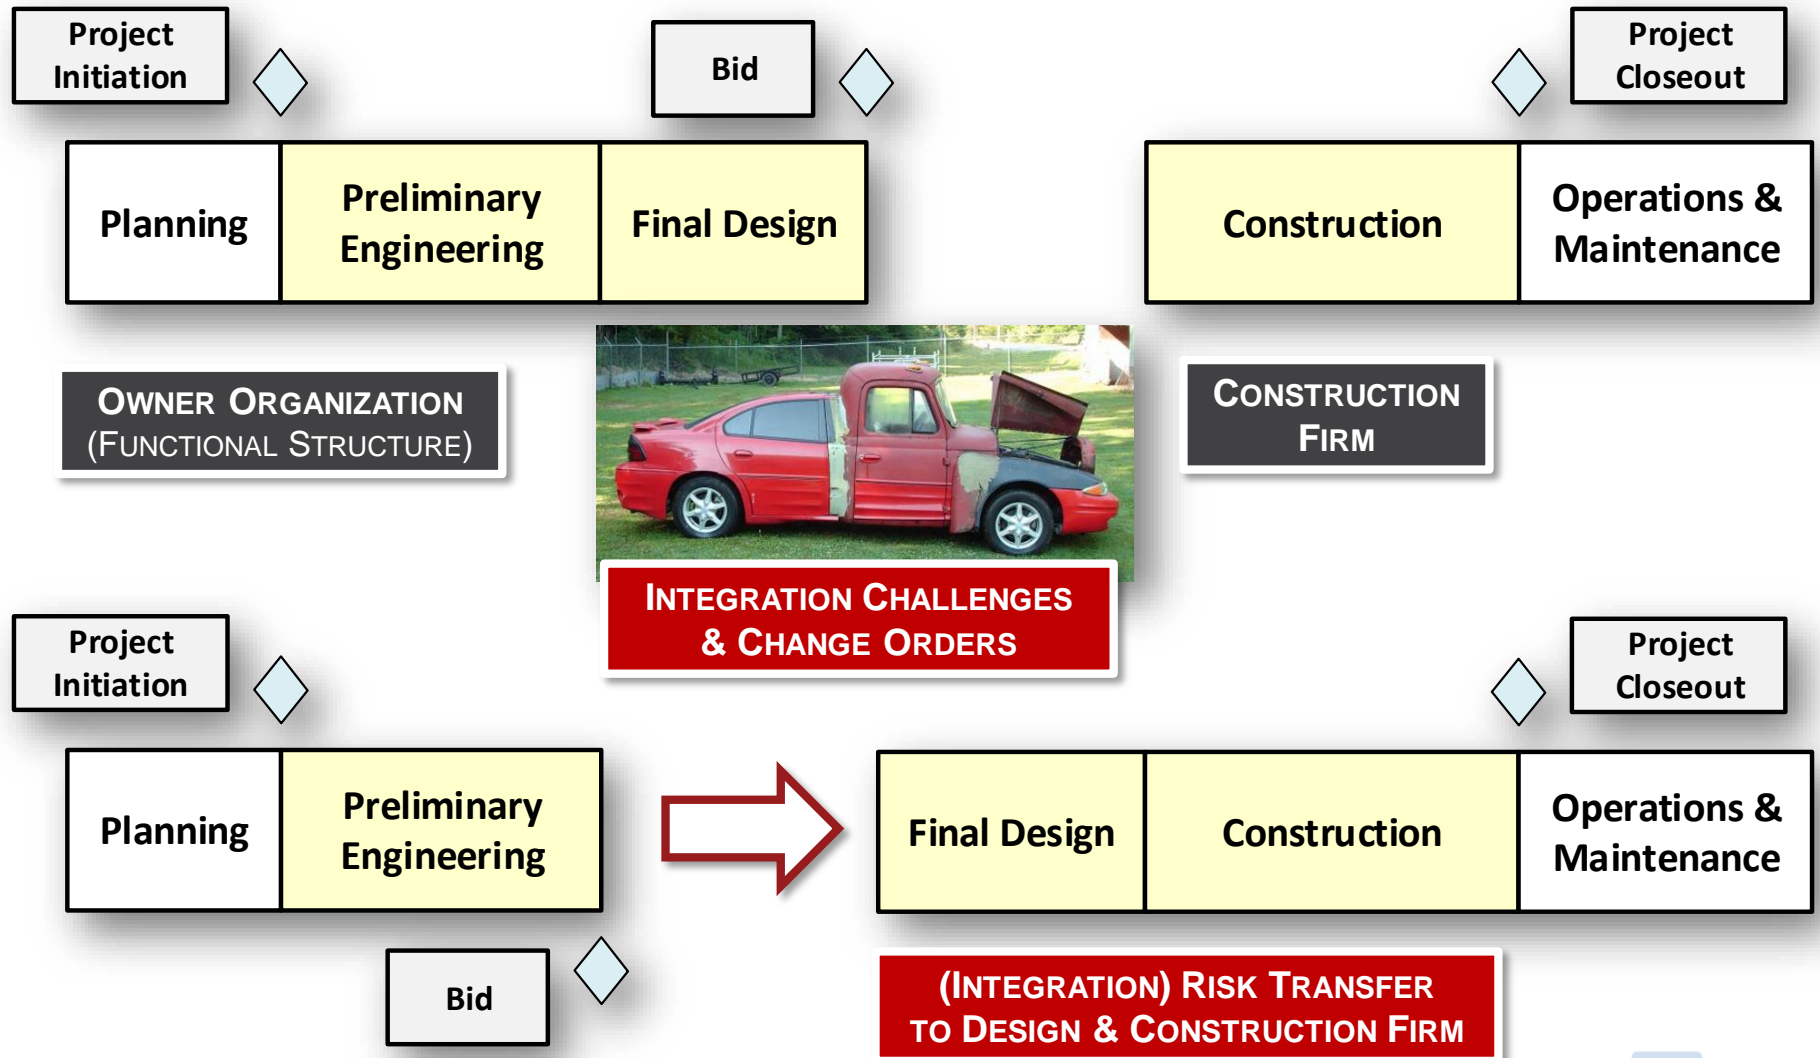 Project
Initiation
Bid
Project
Closeout
Planning
Preliminary
Engineering
Final Design
Construction
Operations &
Maintenance
OWNER ORGANIZATION
(FUNCTIONAL STRUCTURE)
CONSTRUCTION
FIRM
INTEGRATION CHALLENGES
& CHANGE ORDERS
Project
Initiation
Project
Closeout
Planning
Preliminary
Engineering
Final Design
Construction
Operations &
Maintenance
Bid
(INTEGRATION) RISK TRANSFER
TO DESIGN & CONSTRUCTION FIRM